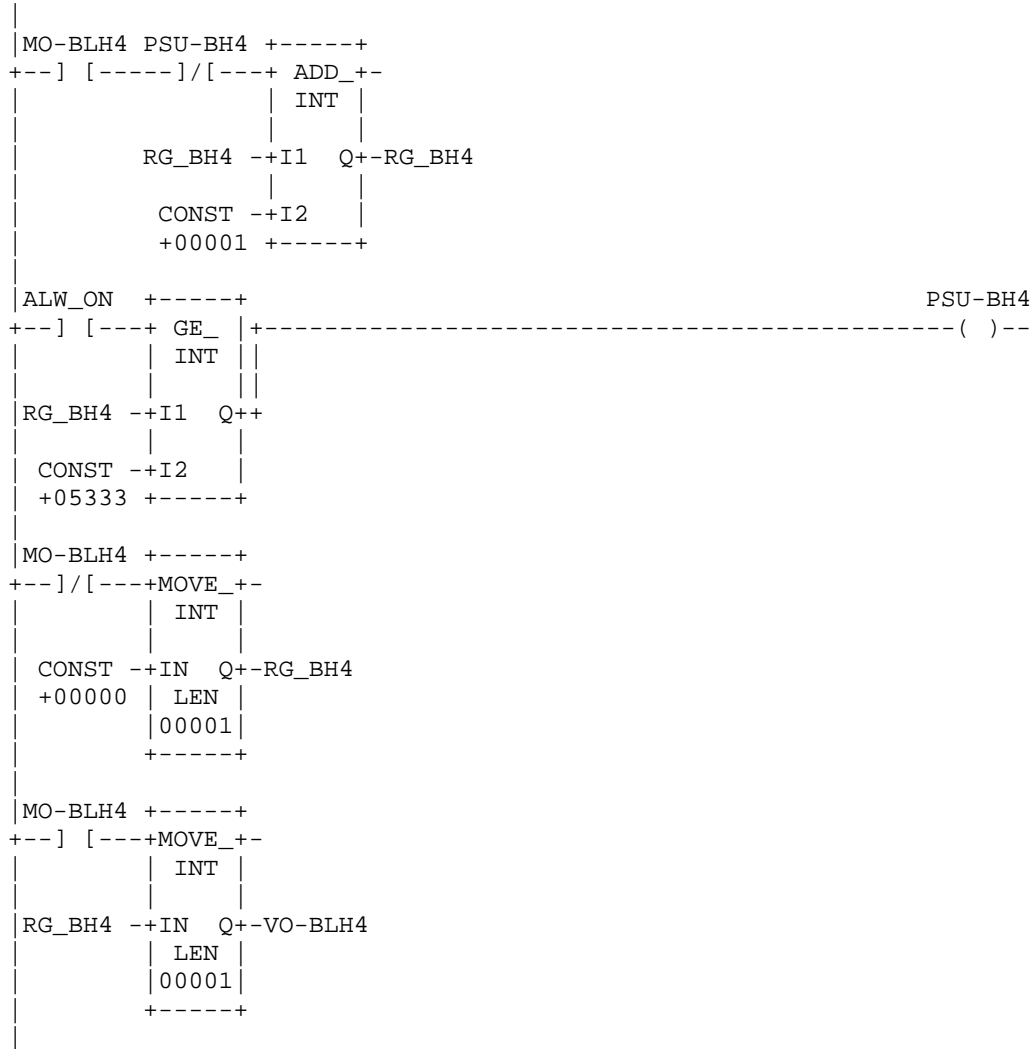 |
|MO-BLH4 PSU-BH4 +-----+
+--] [-----]/[---+ ADD_+-
|                | INT |
|                |     |
|        RG_BH4 -+I1  Q+-RG_BH4
|                |     |
|         CONST -+I2   |
|         +00001 +-----+
|
|ALW_ON  +-----+                                              PSU-BH4
+--] [---+ GE_ |+-----------------------------------------------( )--
|        | INT ||
|        |     ||
|RG_BH4 -+I1  Q++
|        |     |
| CONST -+I2   |
| +05333 +-----+
|
|MO-BLH4 +-----+
+--]/[---+MOVE_+-
|        | INT |
|        |     |
| CONST -+IN  Q+-RG_BH4
| +00000 | LEN |
|        |00001|
|        +-----+
|
|MO-BLH4 +-----+
+--] [---+MOVE_+-
|        | INT |
|        |     |
|RG_BH4 -+IN  Q+-VO-BLH4
|        | LEN |
|        |00001|
|        +-----+
|